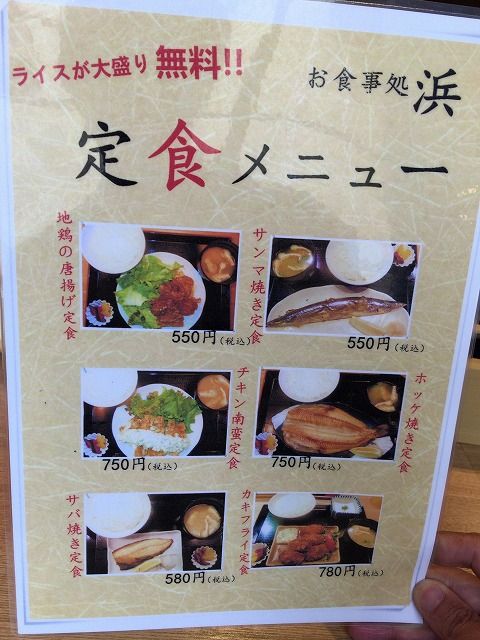 ライスが大盛り 無料!!
お食事処 浜
定食メニュー
地鶏の唐揚げ定食
550円(税込)
サンマ焼き定食
550円(税込)
チキン南蛮定食
750円(税込)
ホッケ焼き定食
750円(税込)
サバ焼き定食
580円(税込)
カキフライ定食
780円(税込)